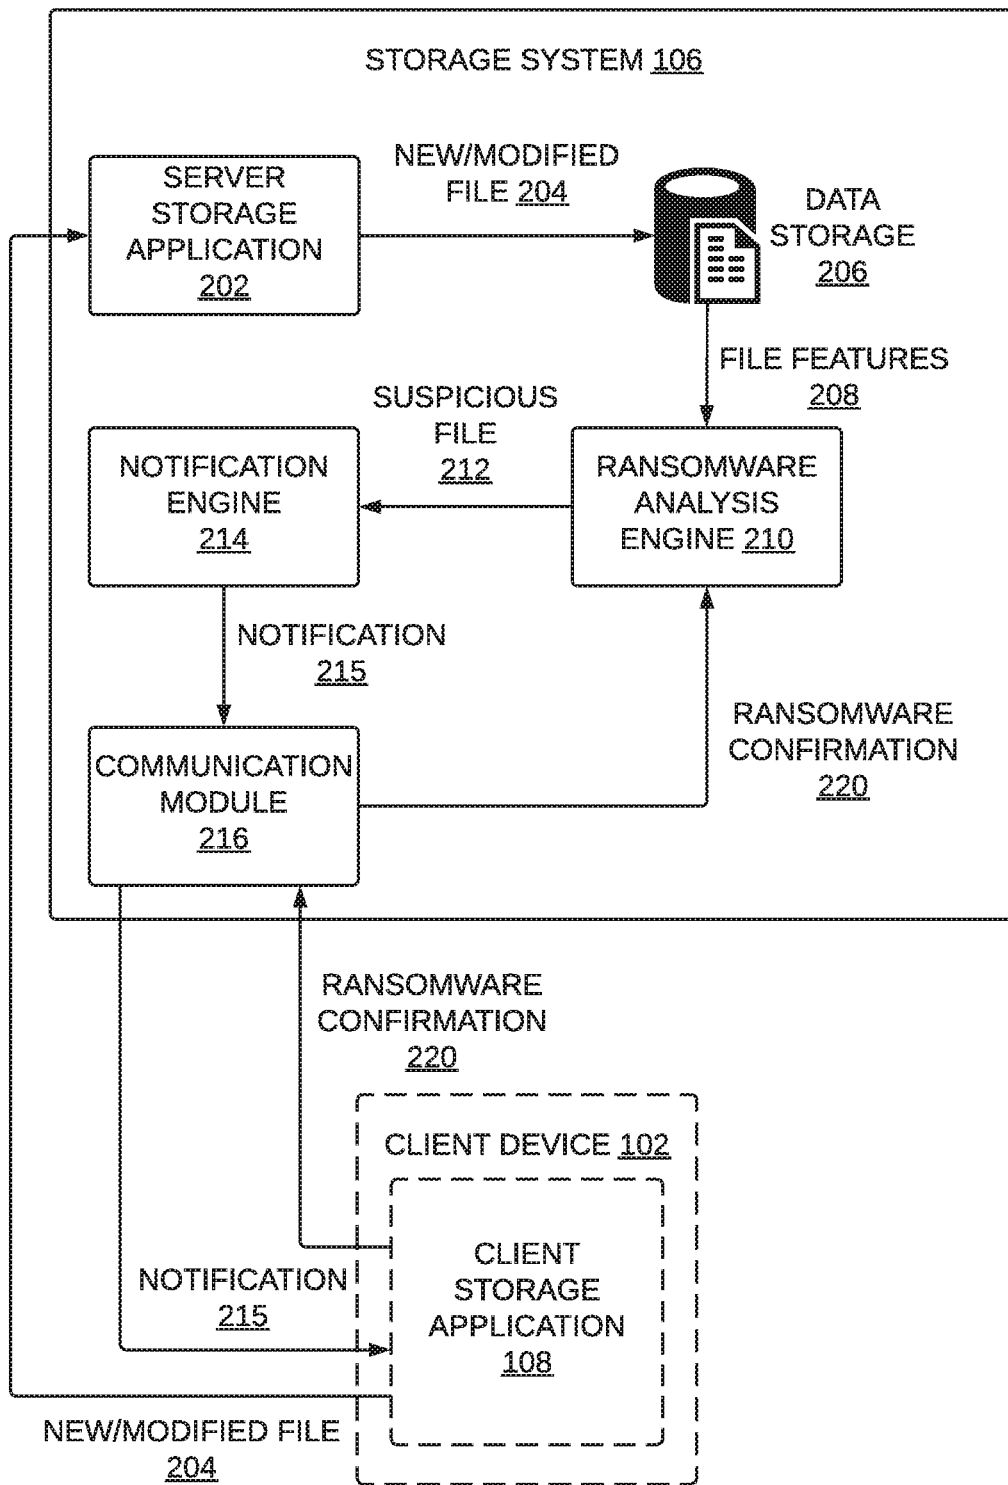 STORAGE SYSTEM 106
SERVER
STORAGE
APPLICATION
202
NEW/MODIFIED
FILE 204
DATA
STORAGE
206
FILE FEATURES
208
SUSPICIOUS
FILE
212
NOTIFICATION
ENGINE
214
RANSOMWARE
ANALYSIS
ENGINE 210
NOTIFICATION
215
RANSOMWARE
CONFIRMATION
220
COMMUNICATION
MODULE
216
RANSOMWARE
CONFIRMATION
220
CLIENT DEVICE 102
CLIENT
STORAGE
APPLICATION
108
NOTIFICATION
215
NEW/MODIFIED FILE
204